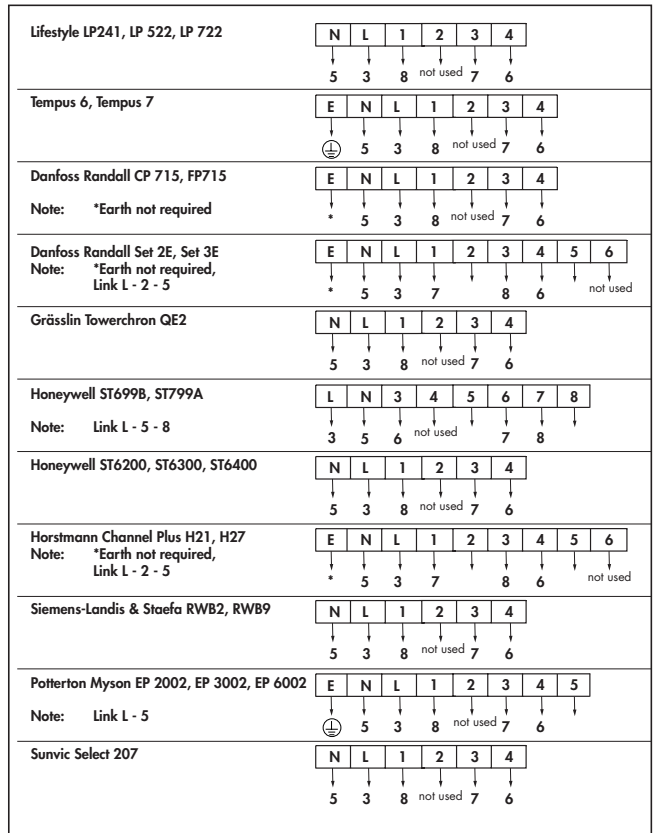 Lifestyle LP241, LP 522, LP 722
N L 1 2 3 4
5 3 8 not used 7 6
Tempus 6, Tempus 7
E N L 1 2 3 4
5 3 8 not used 7 6
Danfoss Randall CP 715, FP715
E N L 1 2 3 4
Note: *Earth not required
* 5 3 8 not used 7 6
Danfoss Randall Set 2E, Set 3E
E N L 1 2 3 4 5 6
Note: *Earth not required,
Link L - 2 - 5
* 5 3 7 8 6 not used
Grässlin Towerchron QE2
N L 1 2 3 4
5 3 8 not used 7 6
Honeywell ST699B, ST799A
L N 3 4 5 6 7 8
Note: Link L - 5 - 8
3 5 6 not used 7 8
Honeywell ST6200, ST6300, ST6400
N L 1 2 3 4
5 3 8 not used 7 6
Horstmann Channel Plus H21, H27
E N L 1 2 3 4 5 6
Note: *Earth not required,
Link L - 2 - 5
* 5 3 7 8 6 not used
Siemens-Landis & Staefa RWB2, RWB9
N L 1 2 3 4
5 3 8 not used 7 6
Potterton Myson EP 2002, EP 3002, EP 6002
E N L 1 2 3 4 5
Note: Link L - 5
5 3 8 not used 7 6
Sunvic Select 207
N L 1 2 3 4
5 3 8 not used 7 6